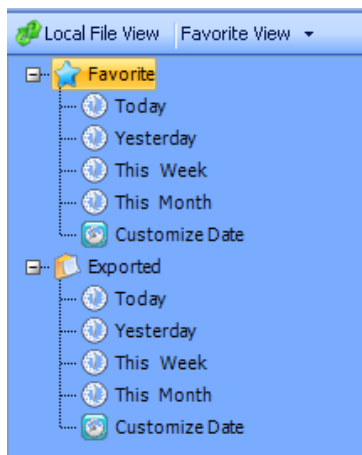 Local File View Favorite View
Favorite
Today
Yesterday
This Week
This Month
Customize Date
Exported
Today
Yesterday
This Week
This Month
Customize Date